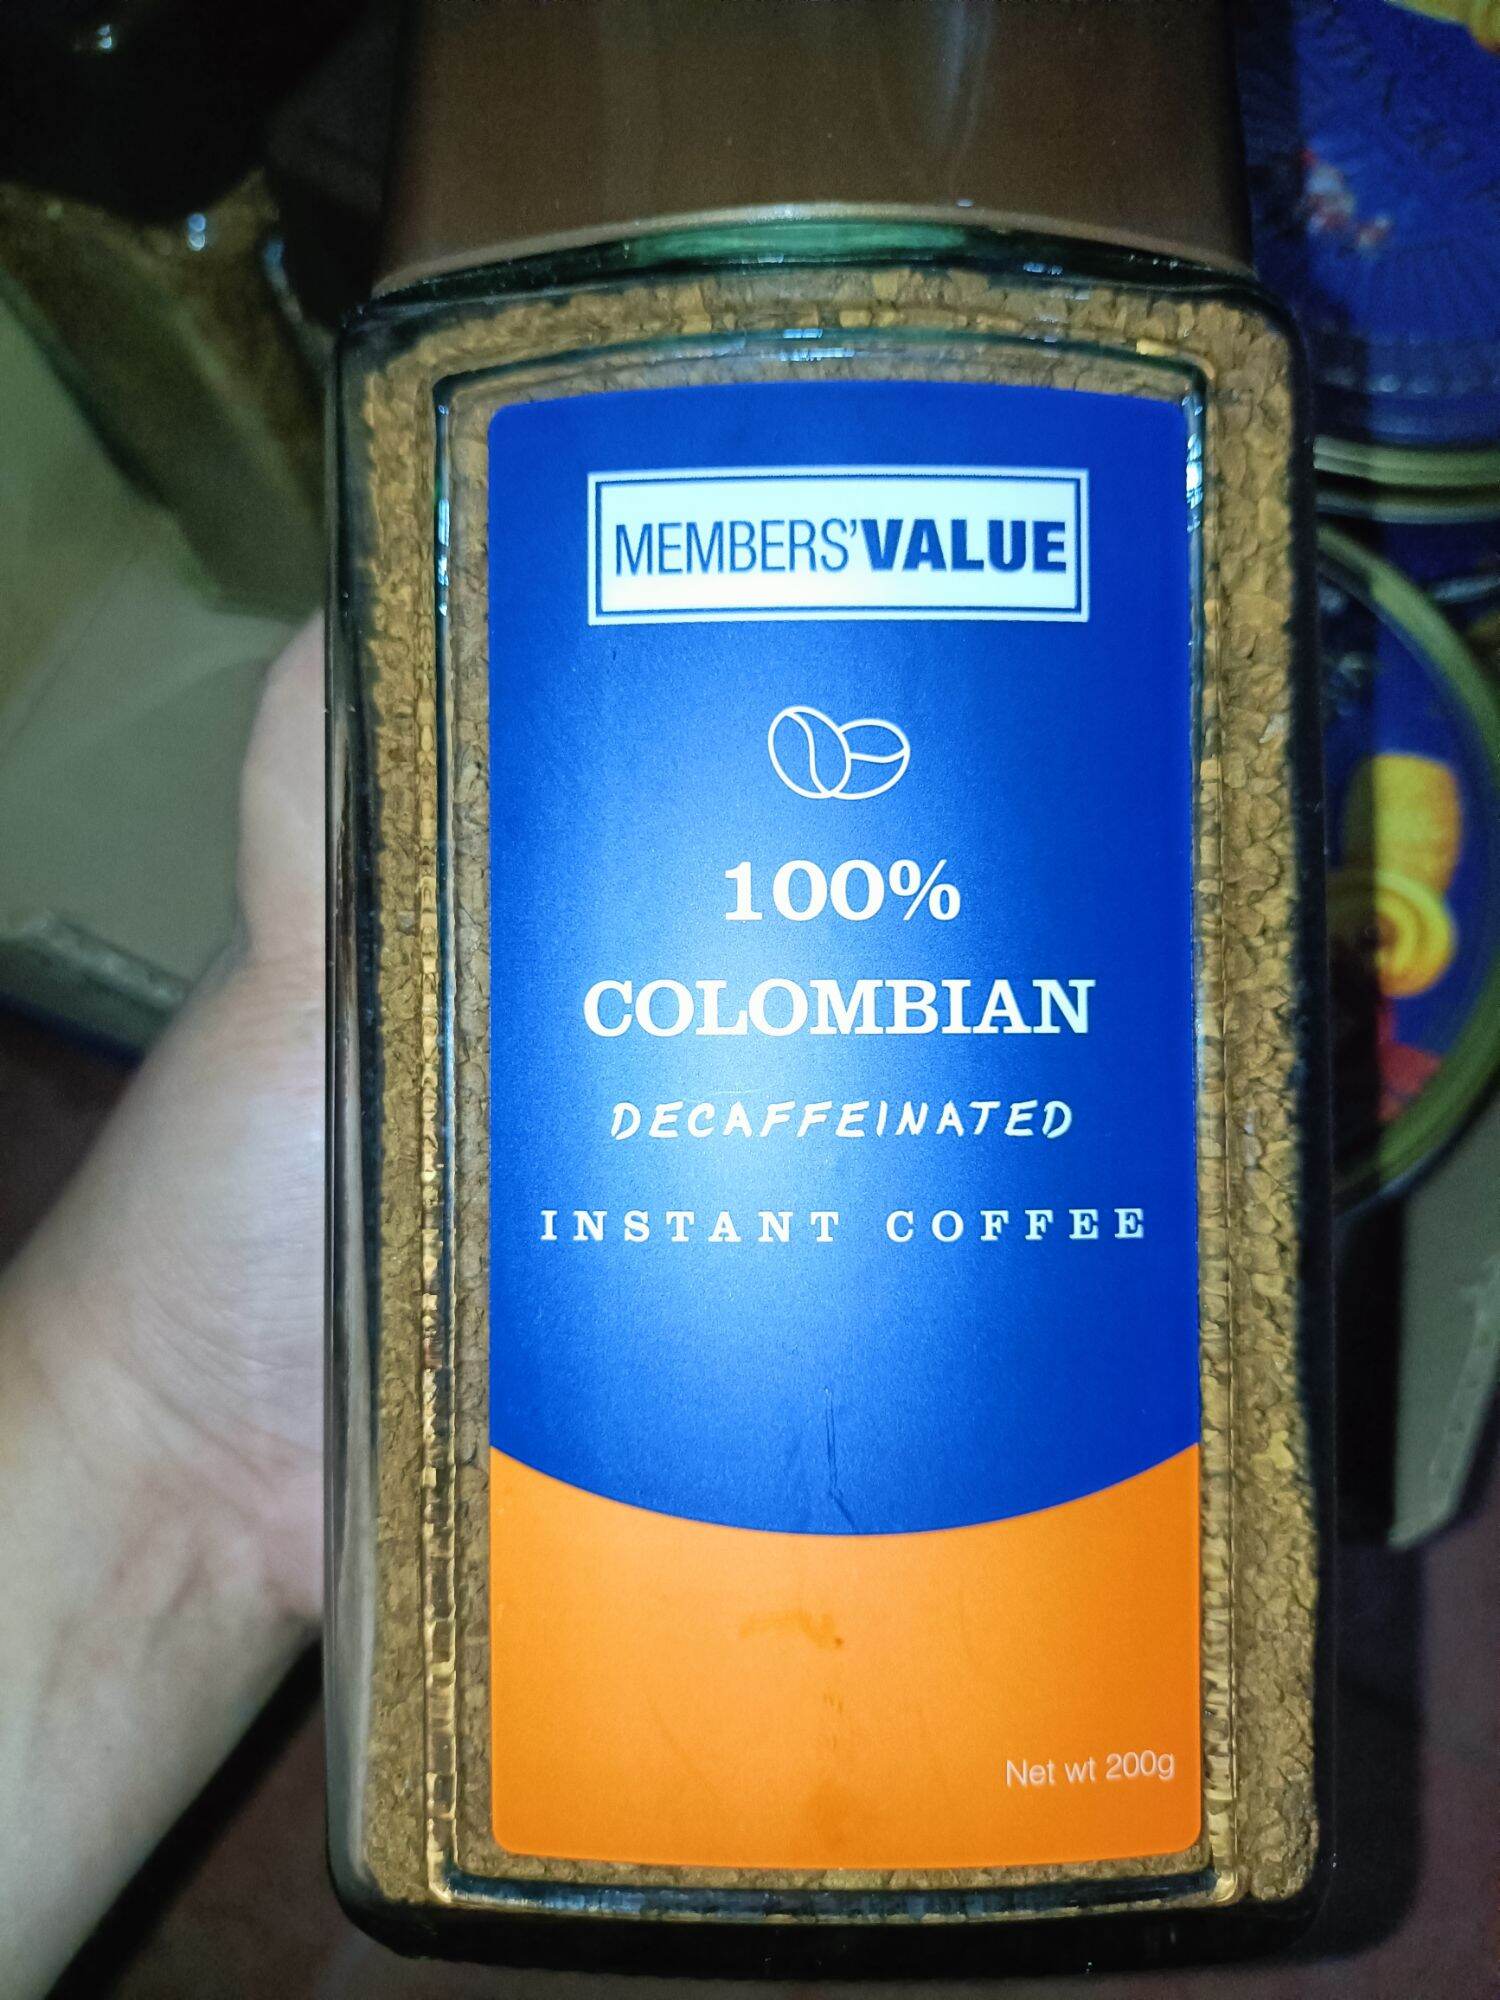 MEMBERS'VALUE
100%
COLOMBIAN
DECAFFEINATED
INSTANT COFFEE
Net wt 200g